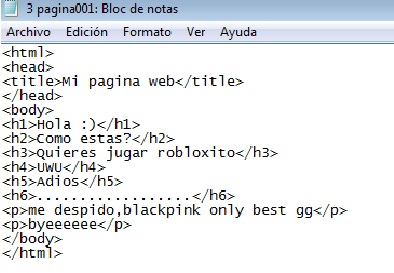 3 pagina001: Bloc de notas
Archivo Edición Formato Ver Ayuda
<html>
<head>
<title>Mi pagina web</title>
</head>
<body>
<h1>Hola :)</h1>
<h2>Como estas?</h2>
<h3>Quieres jugar robloxito</h3>
<h4>UWU</h4>
<h5>Adios</h5>
<h6>..................</h6>
<p>me despido,blackpink only best gg</p>
<p>byeeeeee</p>
</body>
</html>